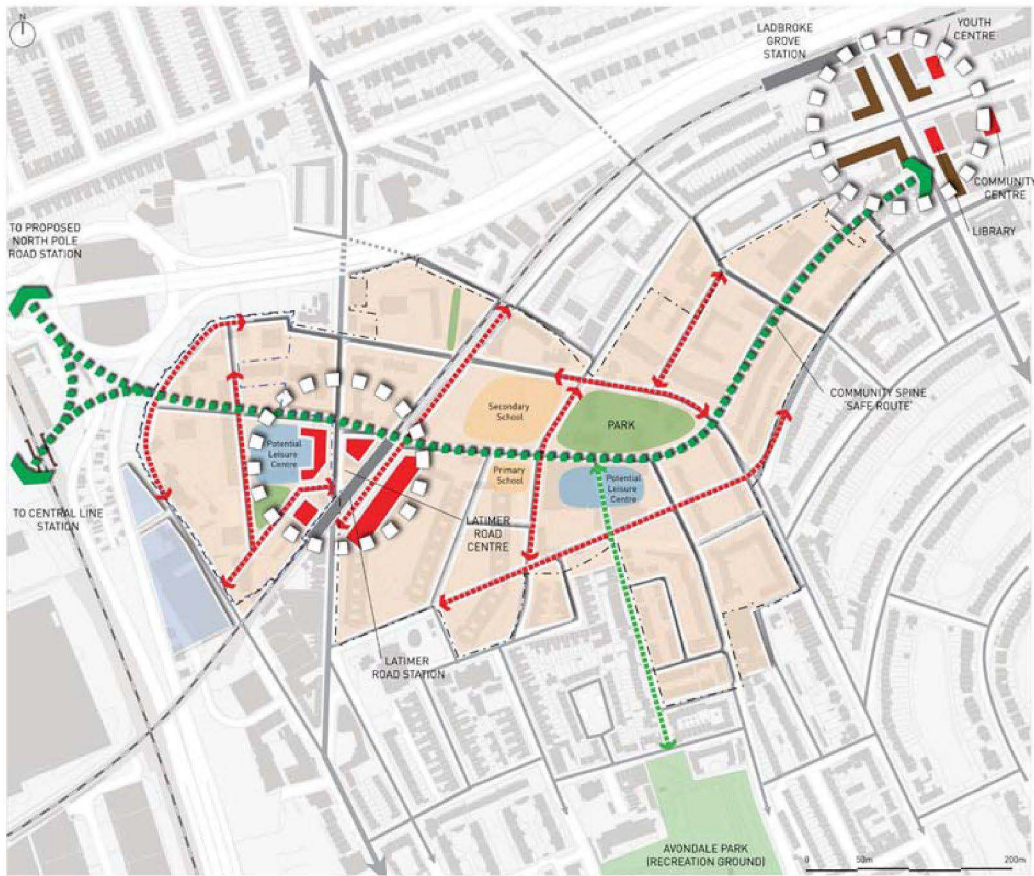 N
LADBROKE
GROVE
STATION
YOUTH
CENTRE
COMMUNITY
CENTRE
LIBRARY
TO PROPOSED
NORTH POLE
ROAD STATION
COMMUNITY SPINE
"SAFE ROUTE"
Secondary
School
PARK
Potential
Leisure
Centre
Primary
School
Potential
Leisure
Centre
TO CENTRAL LINE
STATION
LATIMER
ROAD
CENTRE
LATIMER
ROAD STATION
AVONDALE PARK
(RECREATION GROUND)
0 50m 200m